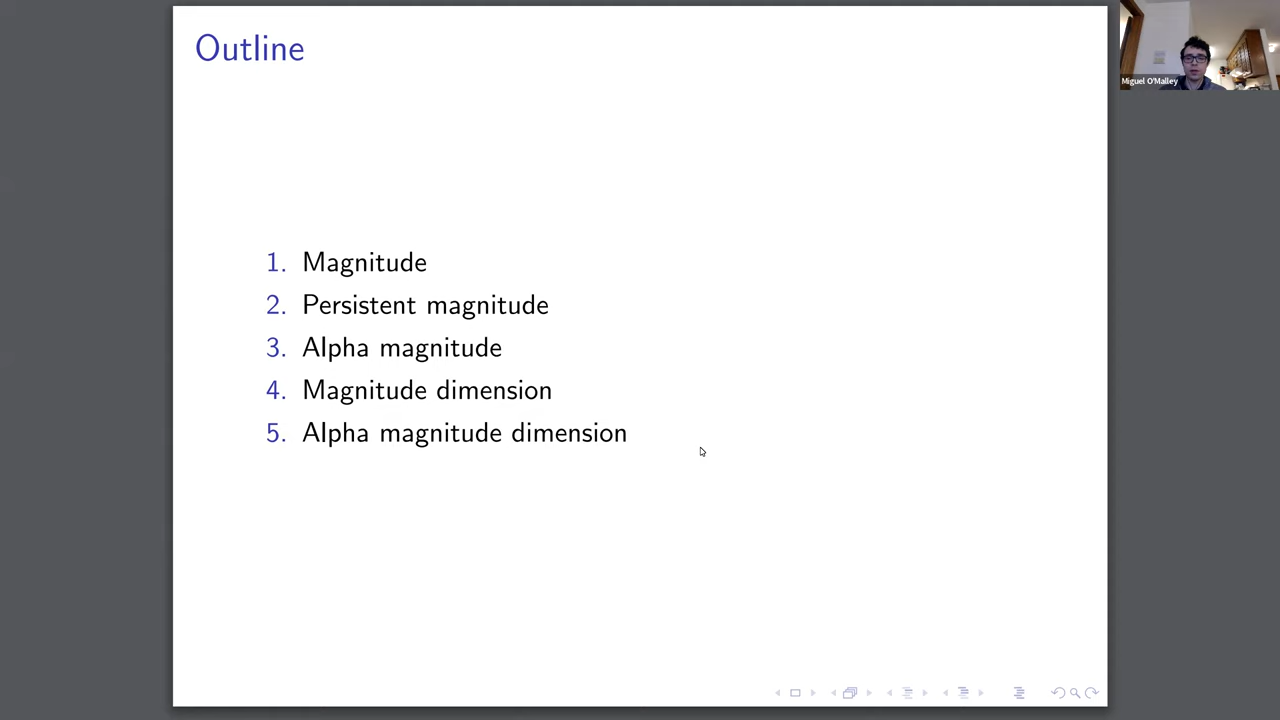 Outline
1. Magnitude
2. Persistent magnitude
3. Alpha magnitude
4. Magnitude dimension
5. Alpha magnitude dimension
Miguel O'Malley